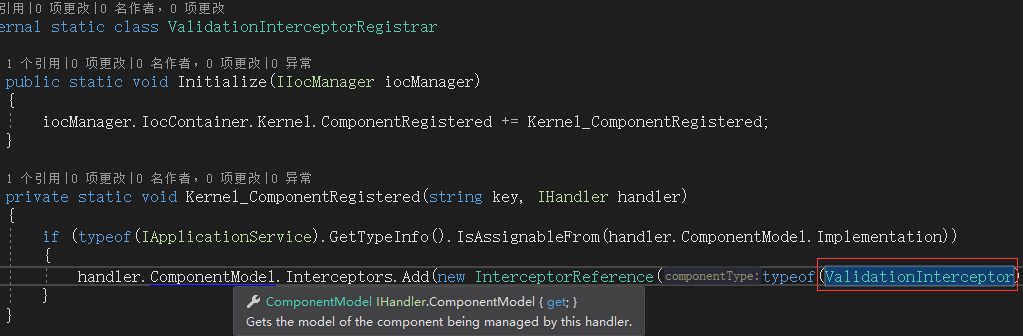 引用|0 项更改|0 名作者，0 项更改
ernal static class ValidationInterceptorRegistrar
1 个引用|0 项更改|0 名作者，0 项更改|0 异常
public static void Initialize(IIocManager iocManager)
{
iocManager.IocContainer.Kernel.ComponentRegistered += Kernel_ComponentRegistered;
}
1 个引用|0 项更改|0 名作者，0 项更改|0 异常
private static void Kernel_ComponentRegistered(string key, IHandler handler)
{
if (typeof(IApplicationService).GetTypeInfo().IsAssignableFrom(handler.ComponentModel.Implementation))
{
handler.ComponentModel.Interceptors.Add(new InterceptorReference(componentType:typeof(ValidationInterceptor)
}
ComponentModel IHandler.ComponentModel { get; }
Gets the model of the component being managed by this handler.
}